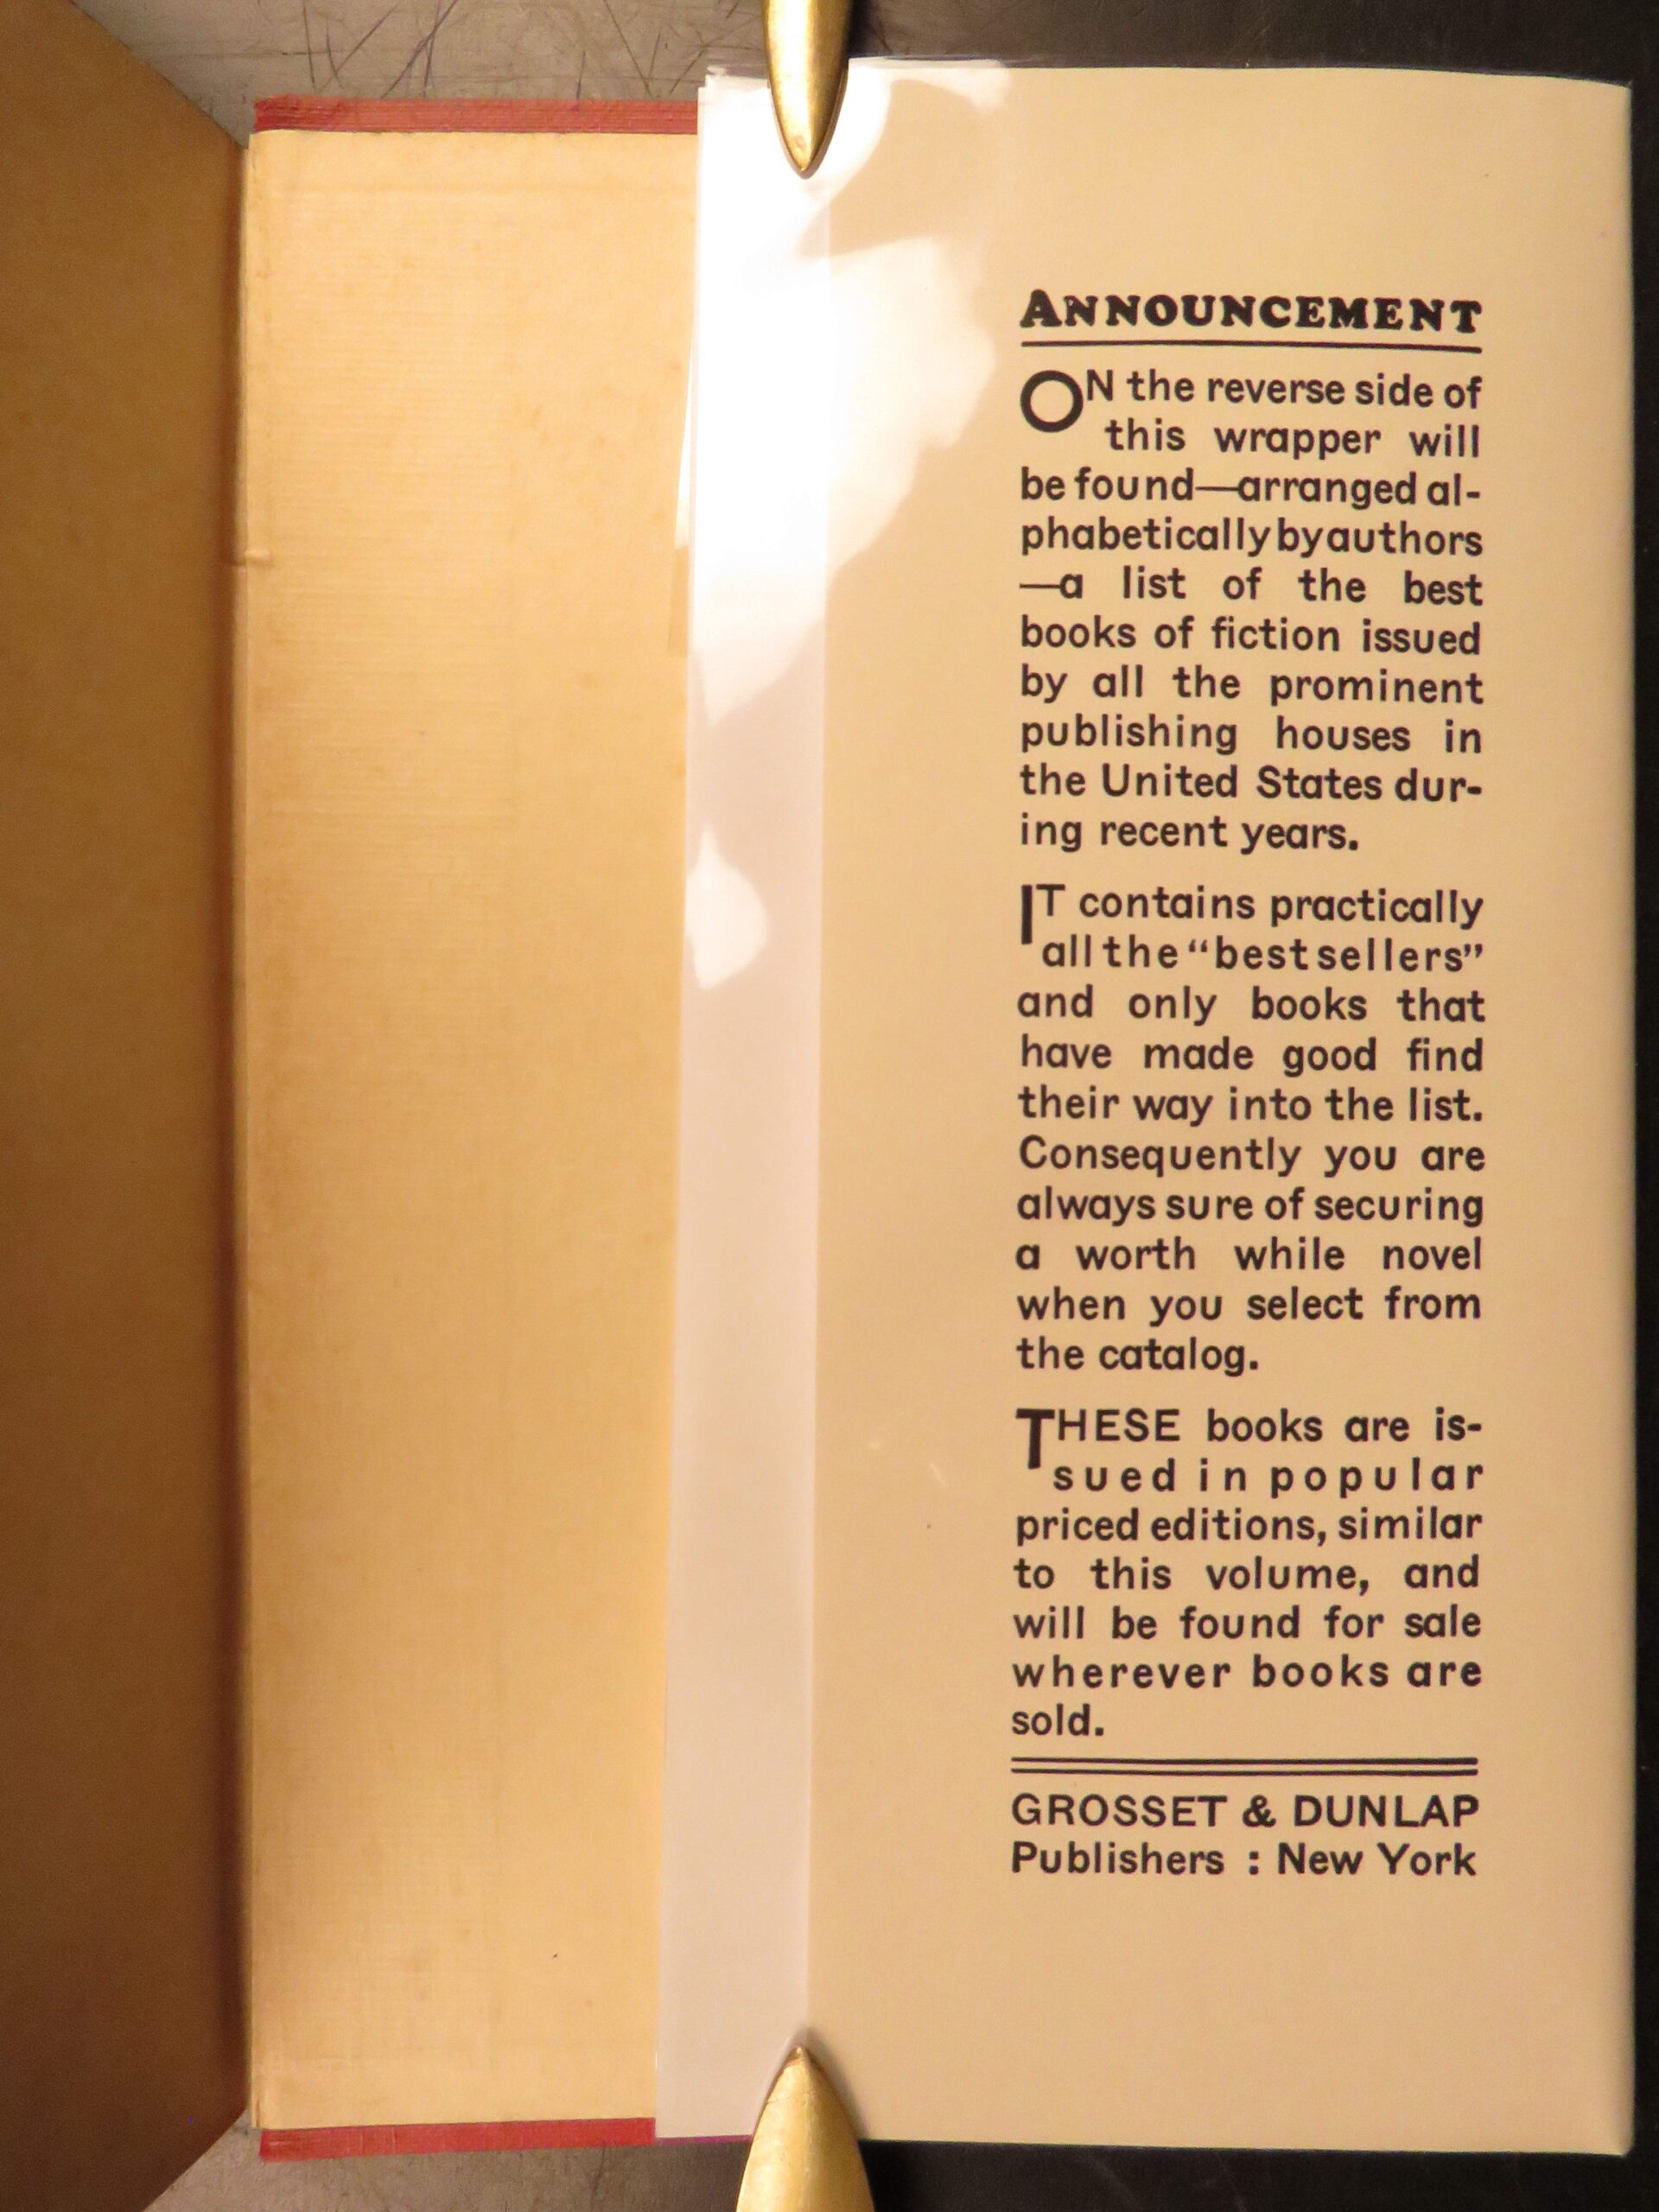 ANNOUNCEMENT
ON the reverse side of
this wrapper will
be found—arranged al-
phabetically by authors
—a list of the best
books of fiction issued
by all the prominent
publishing houses in
the United States dur-
ing recent years.
IT contains practically
all the “best sellers”
and only books that
have made good find
their way into the list.
Consequently you are
always sure of securing
a worth while novel
when you select from
the catalog.
THESE books are is-
sued in popular
priced editions, similar
to this volume, and
will be found for sale
wherever books are
sold.
GROSSET & DUNLAP
Publishers : New York